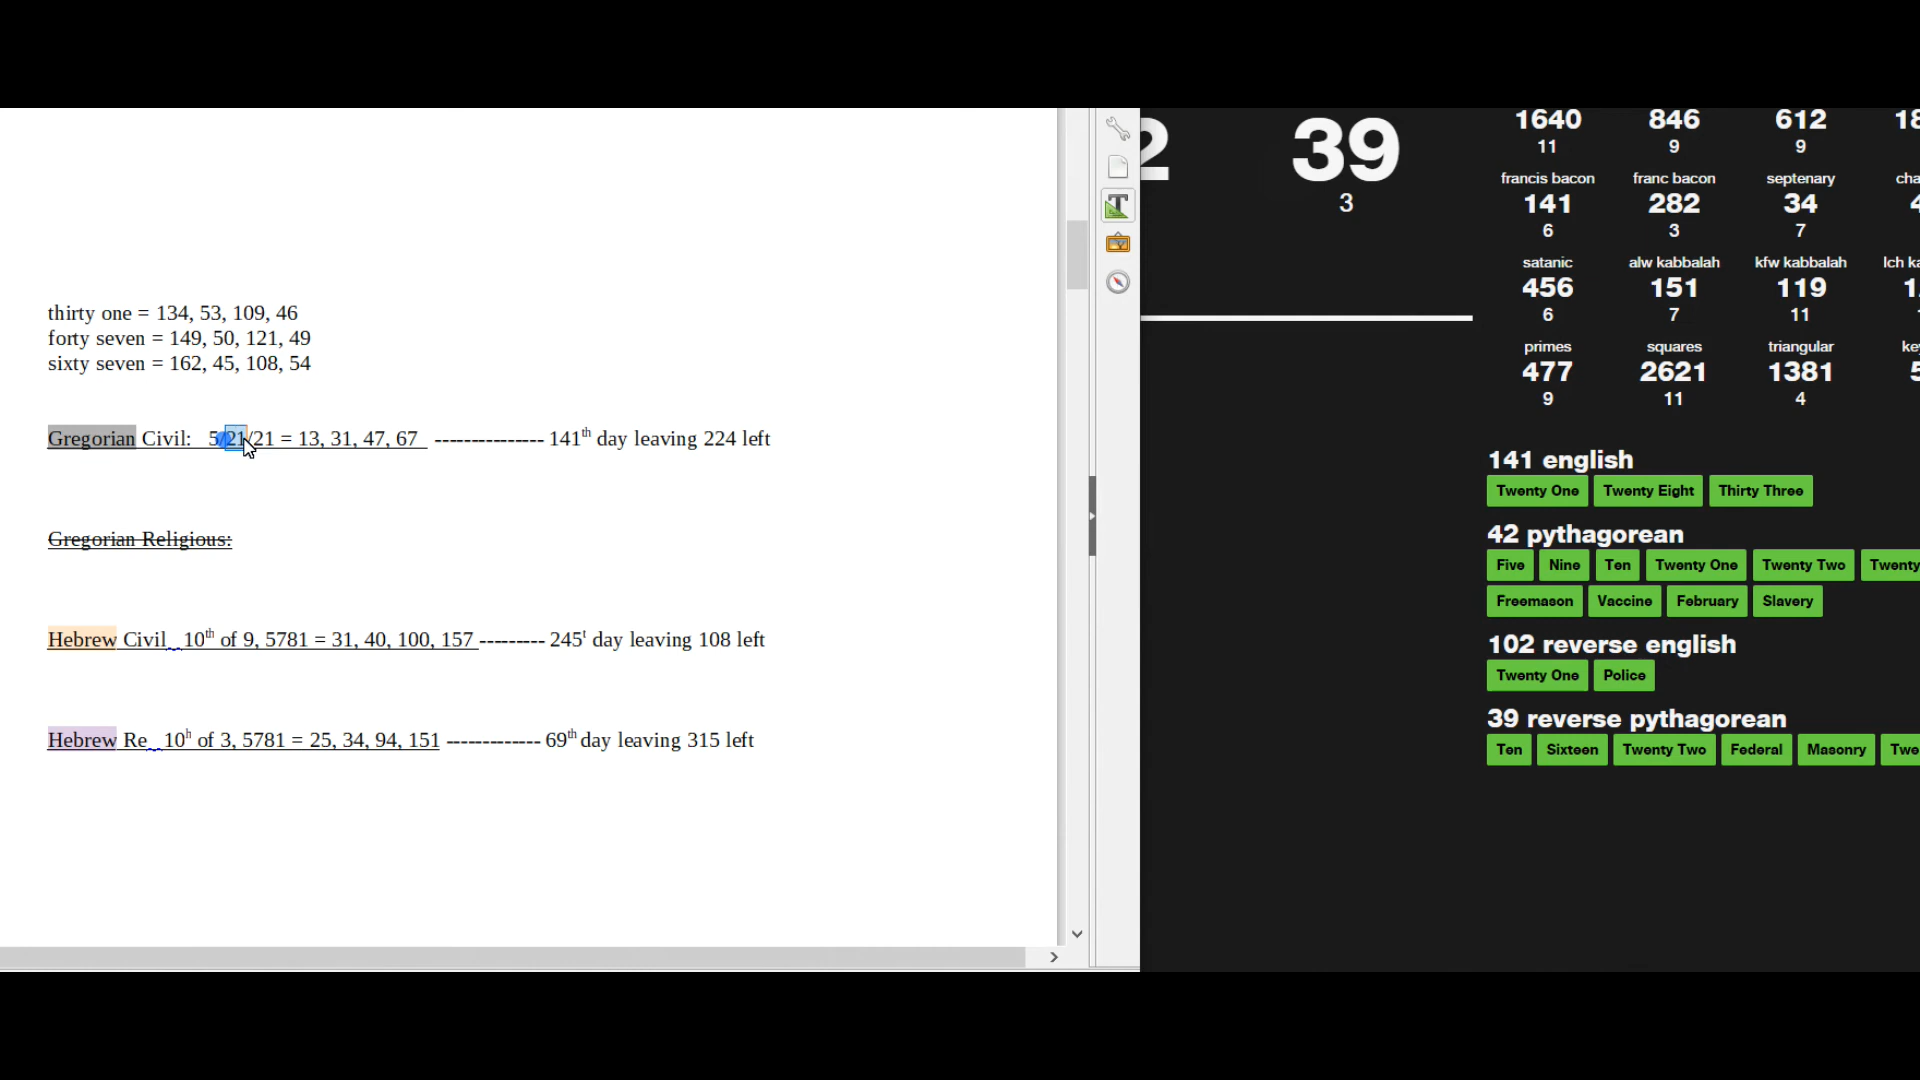 thirty one = 134, 53, 109, 46
forty seven = 149, 50, 121, 49
sixty seven = 162, 45, 108, 54
Gregorian Civil: 5/21/21 = 13, 31, 47, 67 --------------- 141th day leaving 224 left
Gregorian Religious:
Hebrew Civil 10th of 9, 5781 = 31, 40, 100, 157 --------- 245t day leaving 108 left
Hebrew Re 10h of 3, 5781 = 25, 34, 94, 151 ------------- 69th day leaving 315 left
2 39
3
1640 846 612
11 9 9
francis bacon franc bacon septenary
141 282 34
6 3 7
satanic alw kabbalah kfw kabbalah
456 151 119
6 7 11
primes squares triangular
477 2621 1381
9 11 4
141 english
Twenty One Twenty Eight Thirty Three
42 pythagorean
Five Nine Ten Twenty One Twenty Two Twenty
Freemason Vaccine February Slavery
102 reverse english
Twenty One Police
39 reverse pythagorean
Ten Sixteen Twenty Two Federal Masonry Twe